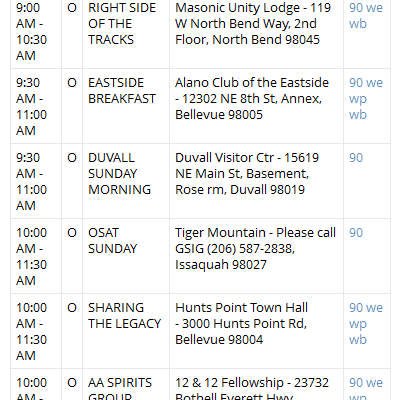 9:00 AM - 10:30 AM
O
RIGHT SIDE OF THE TRACKS
Masonic Unity Lodge - 119 W North Bend Way, 2nd Floor, North Bend 98045
90 we wb
9:30 AM - 11:00 AM
O
EASTSIDE BREAKFAST
Alano Club of the Eastside - 12302 NE 8th St, Annex, Bellevue 98005
90 we wp wb
9:30 AM - 11:00 AM
O
DUVALL SUNDAY MORNING
Duvall Visitor Ctr - 15619 NE Main St, Basement, Rose rm, Duvall 98019
90
10:00 AM - 11:30 AM
O
OSAT SUNDAY
Tiger Mountain - Please call GSIG (206) 587-2838, Issaquah 98027
90
10:00 AM - 11:30 AM
O
SHARING THE LEGACY
Hunts Point Town Hall - 3000 Hunts Point Rd, Bellevue 98004
90 we wp wb
10:00 AM -
O
AA SPIRITS GROUP
12 & 12 Fellowship - 23732 Bothell Everett Hwy
90 we wp